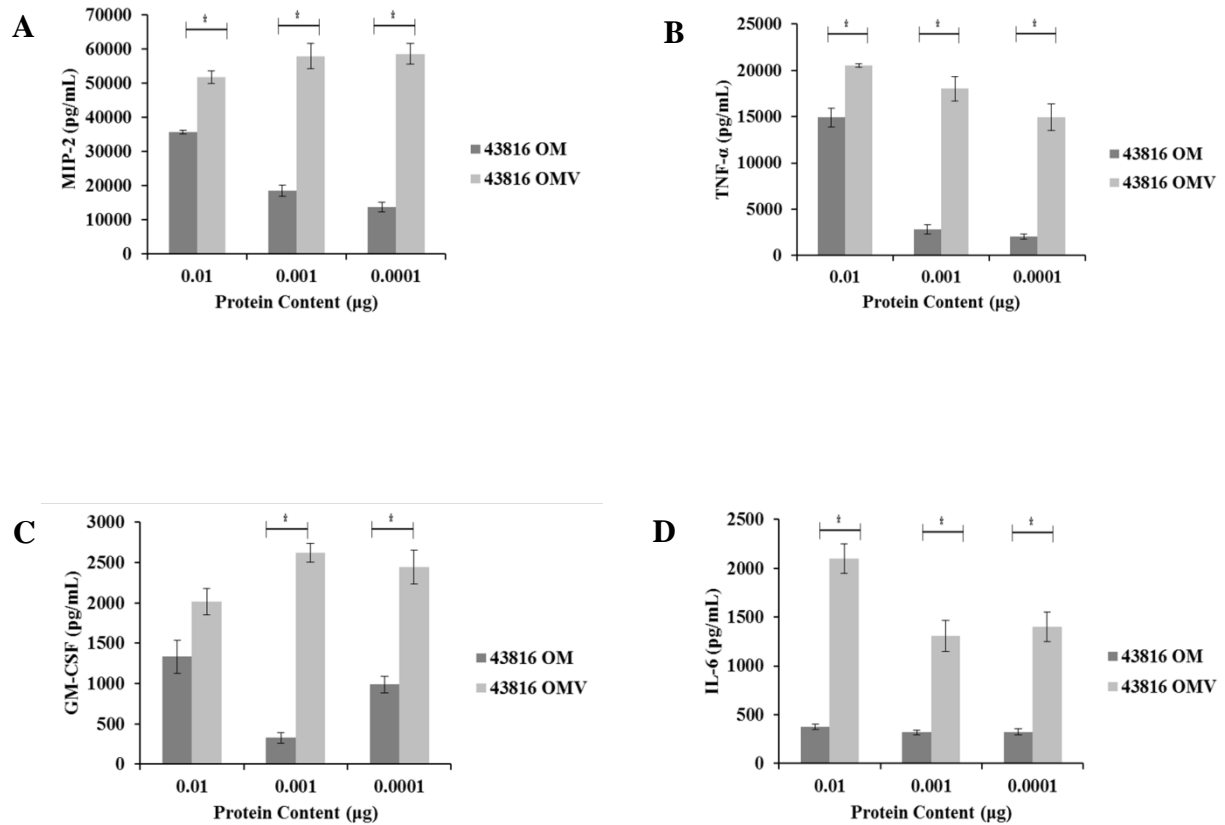 A
MIP-2 (pg/mL)
70000
60000
50000
40000
30000
20000
10000
0
0.01 0.001 0.0001
Protein Content (µg)
43816 OM
43816 OMV
B
TNF-α (pg/mL)
25000
20000
15000
10000
5000
0
0.01 0.001 0.0001
Protein Content (µg)
43816 OM
43816 OMV
C
GM-CSF (pg/mL)
3000
2500
2000
1500
1000
500
0
0.01 0.001 0.0001
Protein Content (µg)
43816 OM
43816 OMV
D
IL-6 (pg/mL)
2500
2000
1500
1000
500
0
0.01 0.001 0.0001
Protein Content (µg)
43816 OM
43816 OMV